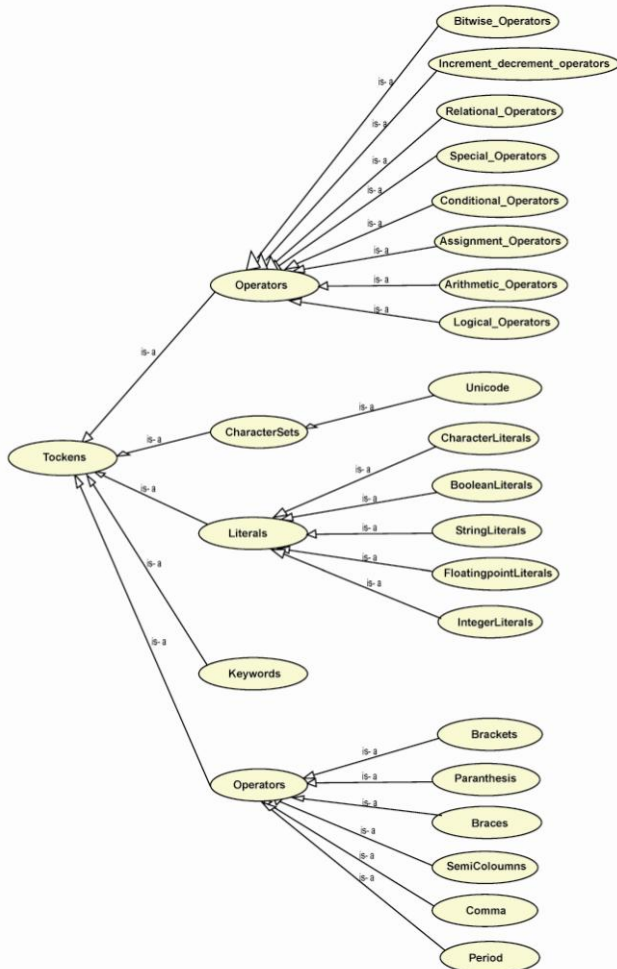 Bitwise_Operators
is- a
Increment_decrement_operators
is- a
Relational_Operators
is- a
Special_Operators
is- a
Conditional_Operators
is- a
Assignment_Operators
is- a
Operators
Arithmetic_Operators
is- a
Logical_Operators
is- a
is- a
Unicode
is- a
CharacterSets
is- a
CharacterLiterals
is- a
Tockens
BooleanLiterals
is- a
is- a
StringLiterals
is- a
Literals
FloatingpointLiterals
is- a
IntegerLiterals
is- a
is- a
is- a
Keywords
Brackets
is- a
Paranthesis
is- a
Operators
Braces
is- a
SemiColoumns
is- a
Comma
is- a
Period
is- a